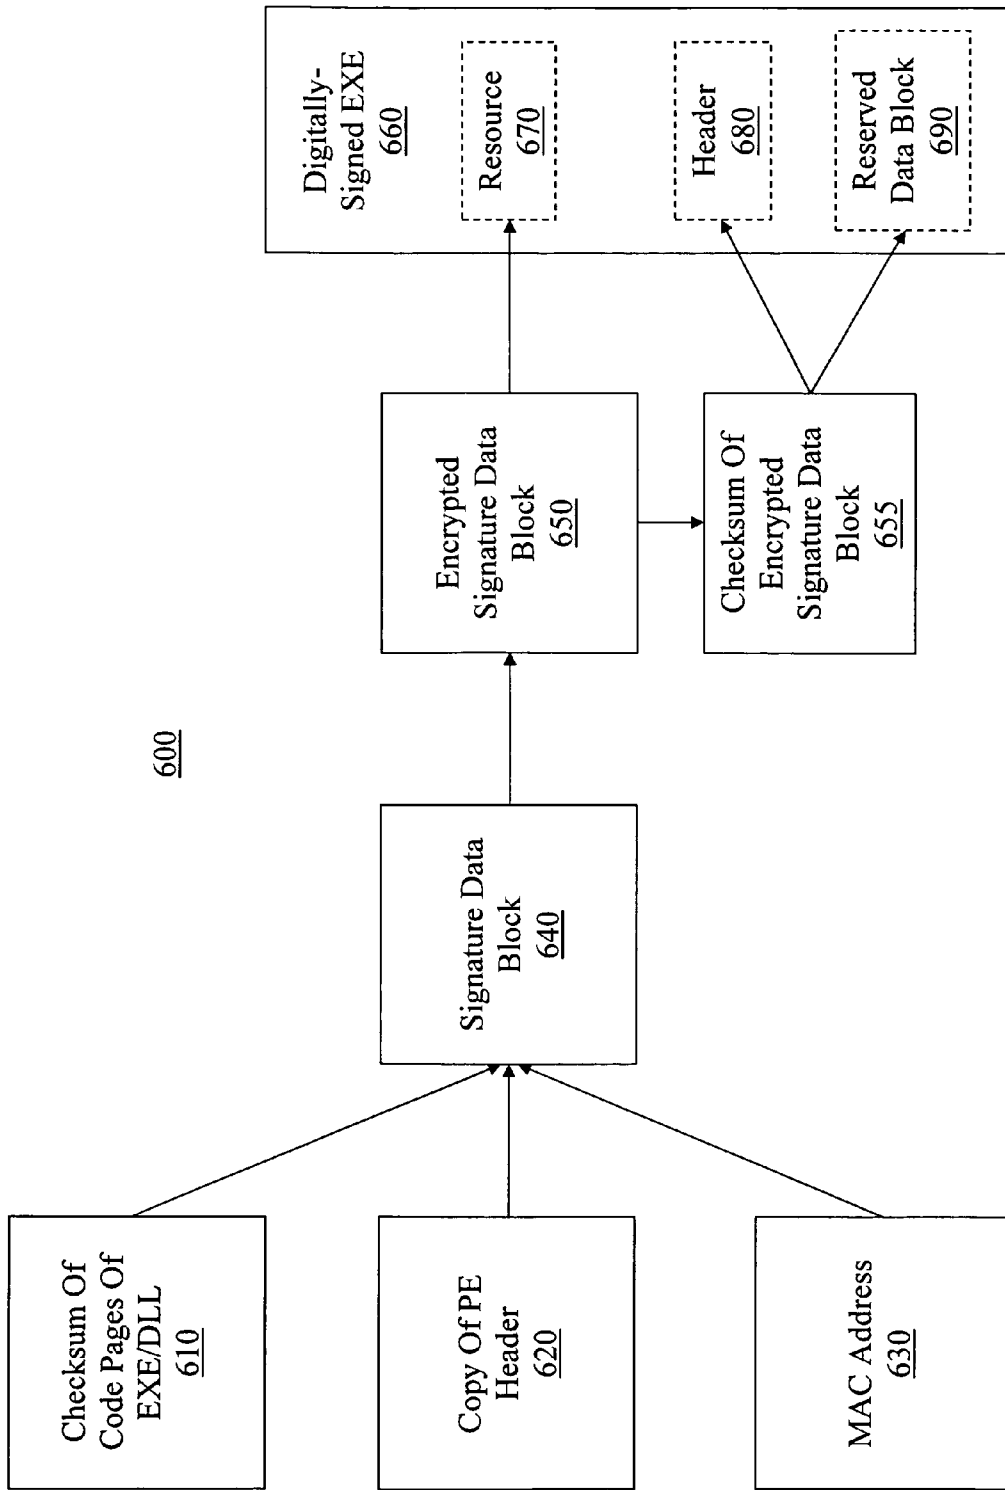 600
Checksum Of
Code Pages Of
EXE/DLL
610
Copy Of PE
Header
620
MAC Address
630
Signature Data
Block
640
Encrypted
Signature Data
Block
650
Checksum Of
Encrypted
Signature Data
Block
655
Digitally-
Signed EXE
660
Resource
670
Header
680
Reserved
Data Block
690